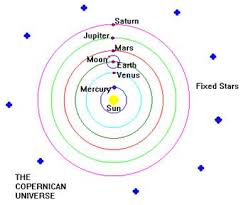 Saturn
Jupiter
Mars
Moon
Earth
Venus
Mercury
Sun
Fixed Stars
THE
COPERNICAN
UNIVERSE